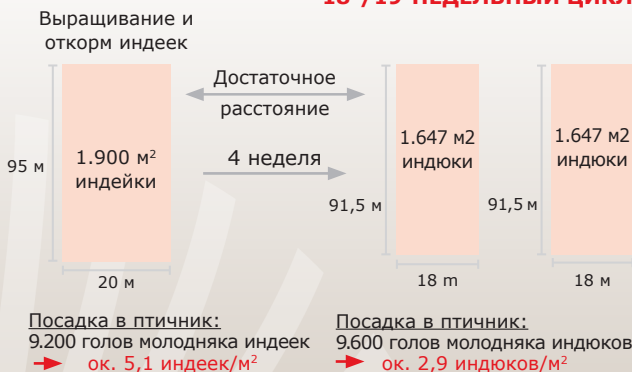 18-/19-НЕДЕЛЬНЫЙ ЦИКЛ
Выращивание и
откорм индеек
Достаточное
расстояние
95 м
1.900 м²
индейки
4 неделя
1.647 м2
индюки
1.647 м2
индюки
91,5 м
91,5 м
20 м
18 m
18 м
Посадка в птичник:
9.200 голов молодняка индеек
ок. 5,1 индеек/м²
Посадка в птичник:
9.600 голов молодняка индюков
ок. 2,9 индюков/м²